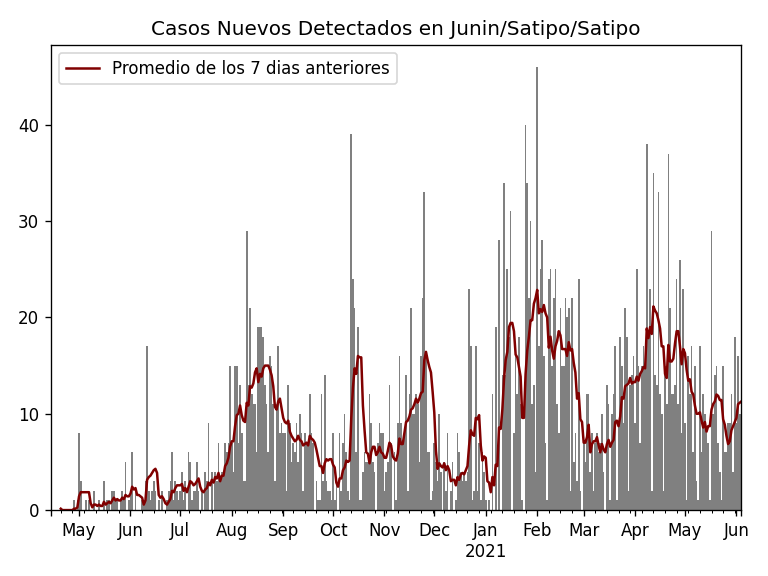 Casos Nuevos Detectados en Junin/Satipo/Satipo
Promedio de los 7 dias anteriores
40
30
20
10
0
May Jun Jul Aug Sep Oct Nov Dec Jan Feb Mar Apr May Jun
2021